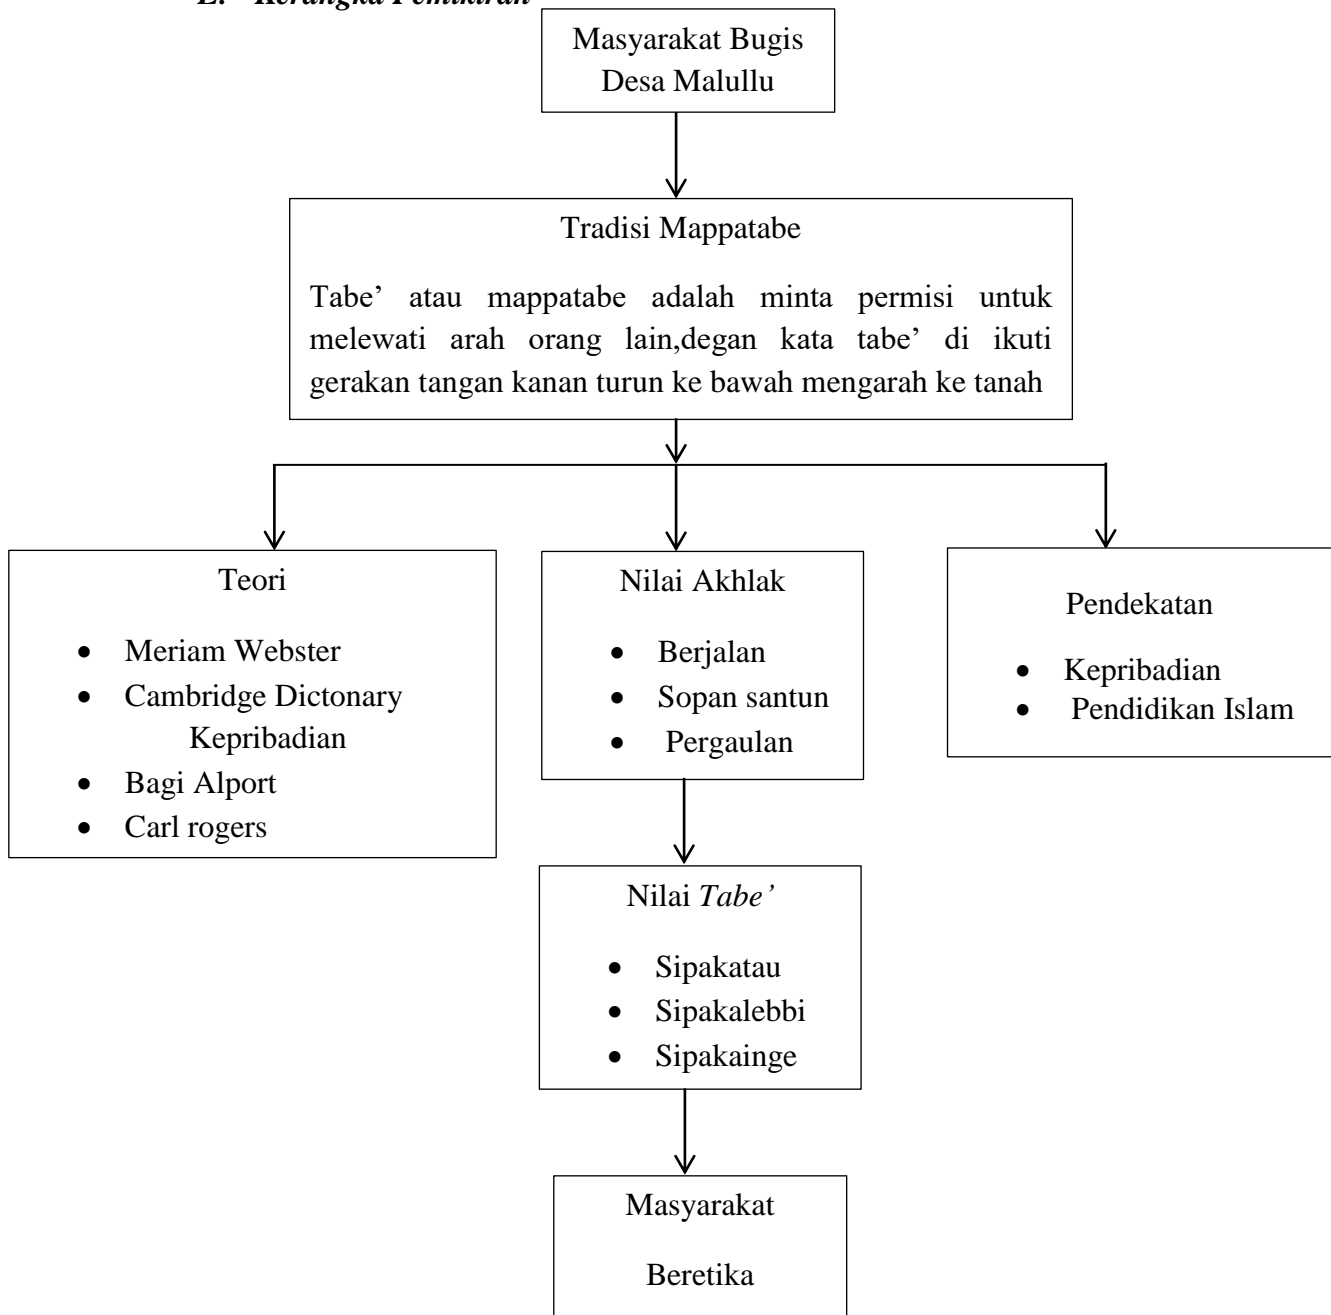 E. Kerangka Pemikiran
Masyarakat Bugis
Desa Malullu
Tradisi Mappatabe
Tabe’ atau mappatabe adalah minta permisi untuk
melewati arah orang lain,degan kata tabe’ di ikuti
gerakan tangan kanan turun ke bawah mengarah ke tanah
Teori
• Meriam Webster
• Cambridge Dictonary
Kepribadian
• Bagi Alport
• Carl rogers
Nilai Akhlak
• Berjalan
• Sopan santun
• Pergaulan
Pendekatan
• Kepribadian
• Pendidikan Islam
Nilai Tabe’
• Sipakatau
• Sipakalebbi
• Sipakainge
Masyarakat
Beretika